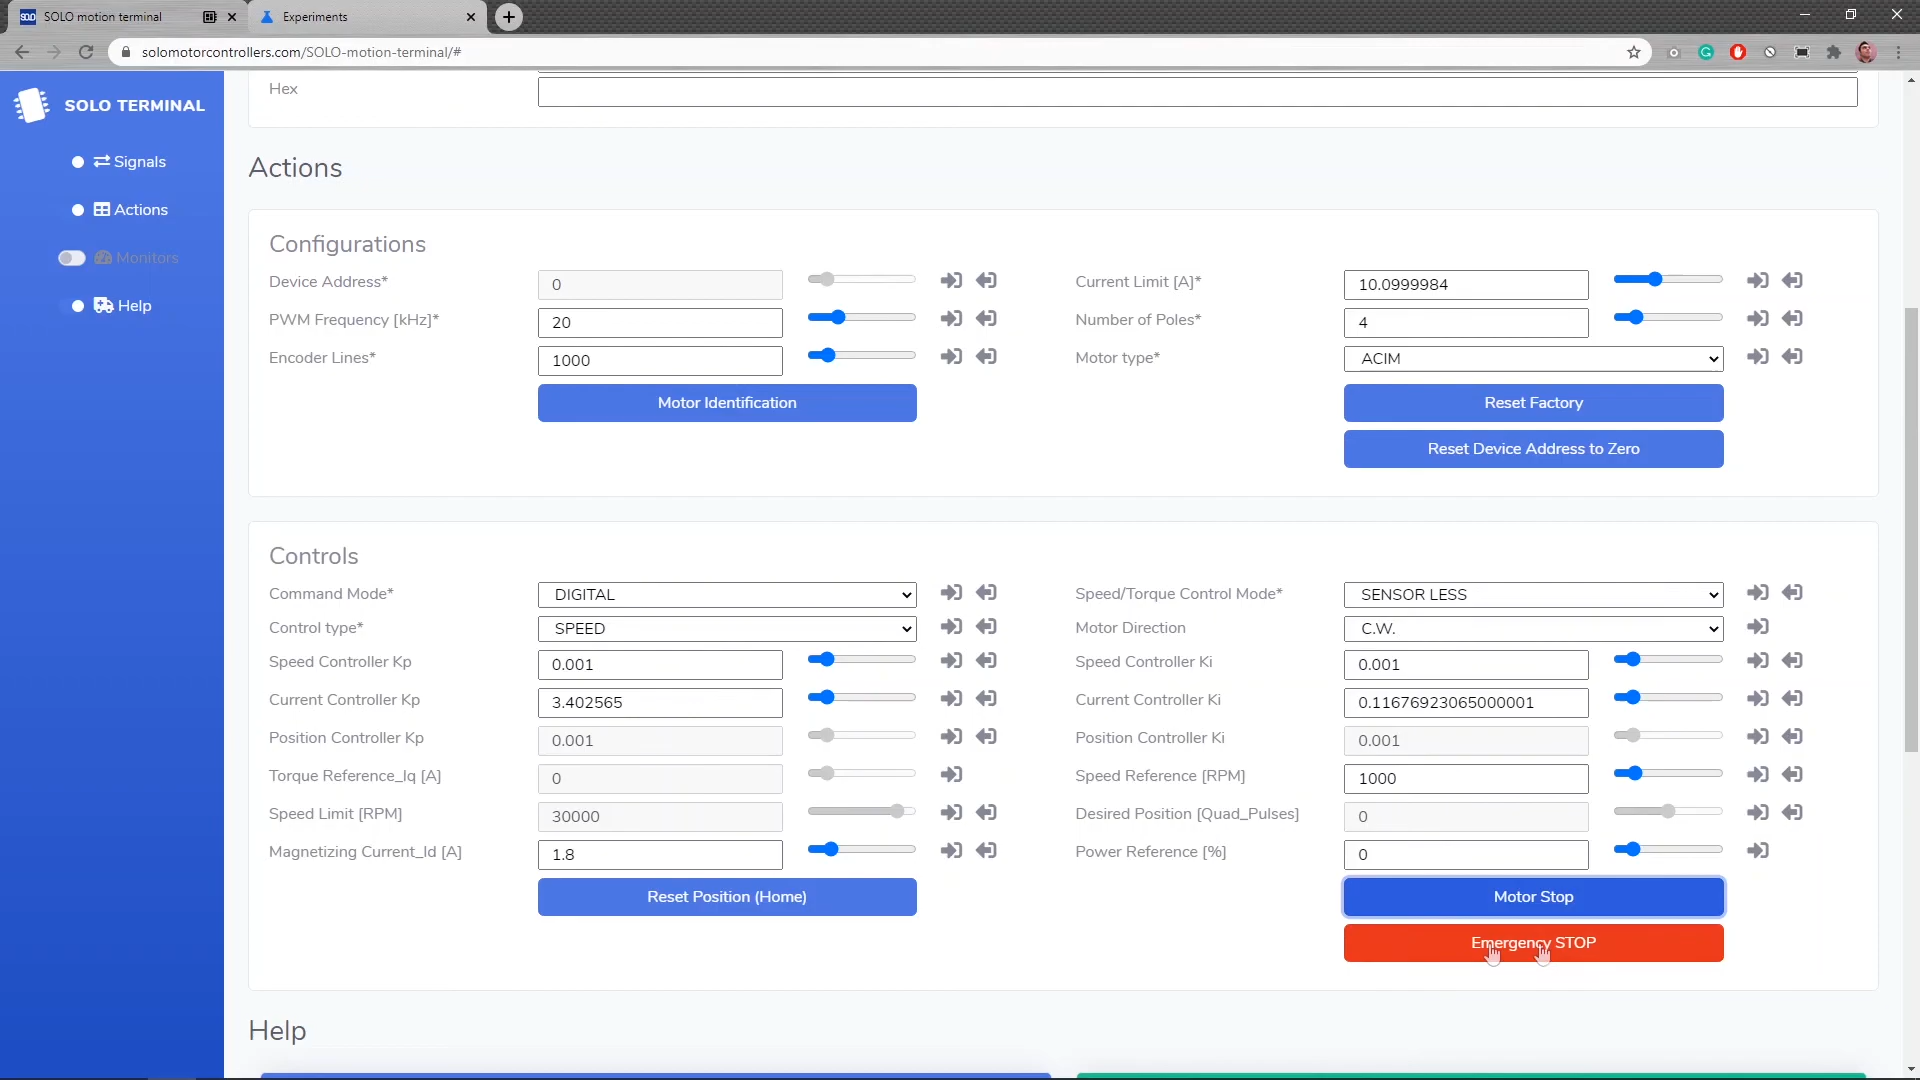 SOLO motion terminal
Experiments
solomotorcontrollers.com/SOLO-motion-terminal/#
SOLO TERMINAL
Signals
Actions
Monitors
Help
Hex
Actions
Configurations
Device Address* 0 Current Limit [A]* 10.0999984
PWM Frequency [kHz]* 20 Number of Poles* 4
Encoder Lines* 1000 Motor type* ACIM
Motor Identification Reset Factory
Reset Device Address to Zero
Controls
Command Mode* DIGITAL Speed/Torque Control Mode* SENSOR LESS
Control type* SPEED Motor Direction C.W.
Speed Controller Kp 0.001 Speed Controller Ki 0.001
Current Controller Kp 3.402565 Current Controller Ki 0.11676923065000001
Position Controller Kp 0.001 Position Controller Ki 0.001
Torque Reference_Iq [A] 0 Speed Reference [RPM] 1000
Speed Limit [RPM] 30000 Desired Position [Quad_Pulses] 0
Magnetizing Current_Id [A] 1.8 Power Reference [%] 0
Reset Position (Home) Motor Stop
Emergency STOP
Help